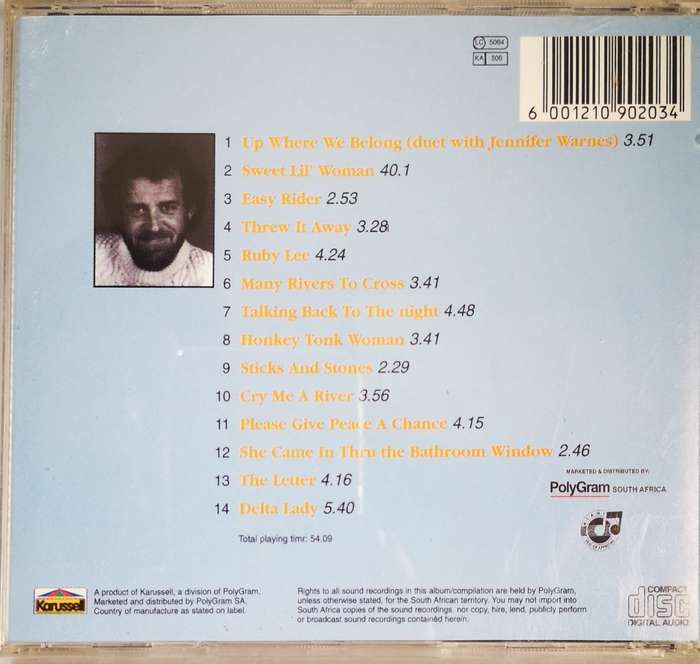 LC 5064
KA 506
6 001210 902034
1 Up Where We Belong (duet with Jennifer Warnes) 3.51
2 Sweet Lil' Woman 40.1
3 Easy Rider 2.53
4 Threw It Away 3.28
5 Ruby Lee 4.24
6 Many Rivers To Cross 3.41
7 Talking Back To The night 4.48
8 Honkey Tonk Woman 3.41
9 Sticks And Stones 2.29
10 Cry Me A River 3.56
11 Please Give Peace A Chance 4.15
12 She Came In Thru the Bathroom Window 2.46
13 The Letter 4.16
14 Delta Lady 5.40
Total playing timr: 54.09
MARKETED & DISTRIBUTED BY:
PolyGram SOUTH AFRICA
Karussell
A product of Karussell, a division of PolyGram.
Marketed and distributed by PolyGram SA.
Country of manufacture as stated on label.
Rights to all sound recordings in this album/compilation are held by PolyGram,
unless otherwise stated, for the South African territory. You may not import into
South Africa copies of the sound recordings, nor copy, hire, lend, publicly perform
or broadcast sound recordings contained herein.
COMPACT
disc
DIGITAL AUDIO